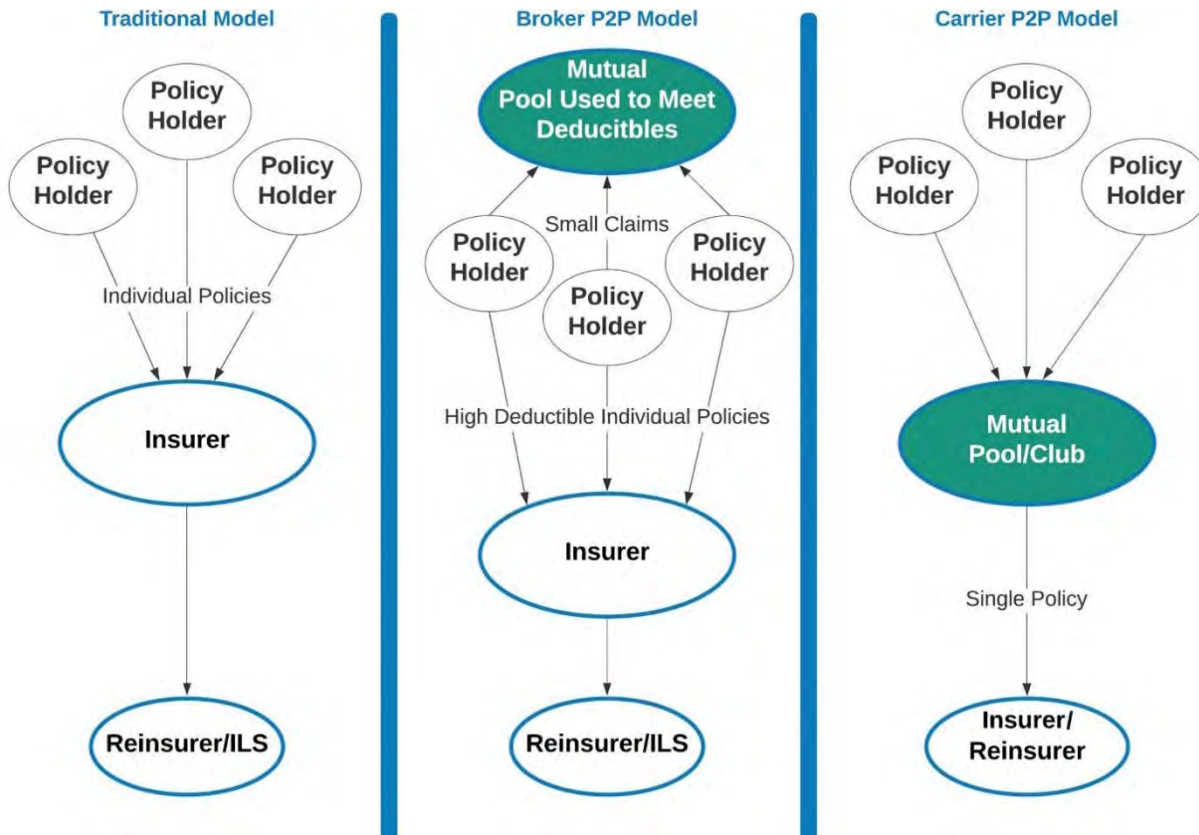 Traditional Model
Policy
Holder
Policy
Holder
Policy
Holder
Individual Policies
Insurer
Reinsurer/ILS
Broker P2P Model
Mutual
Pool Used to Meet
Deducitbles
Small Claims
Policy
Holder
Policy
Holder
Policy
Holder
High Deductible Individual Policies
Insurer
Reinsurer/ILS
Carrier P2P Model
Policy
Holder
Policy
Holder
Policy
Holder
Mutual
Pool/Club
Single Policy
Insurer/
Reinsurer